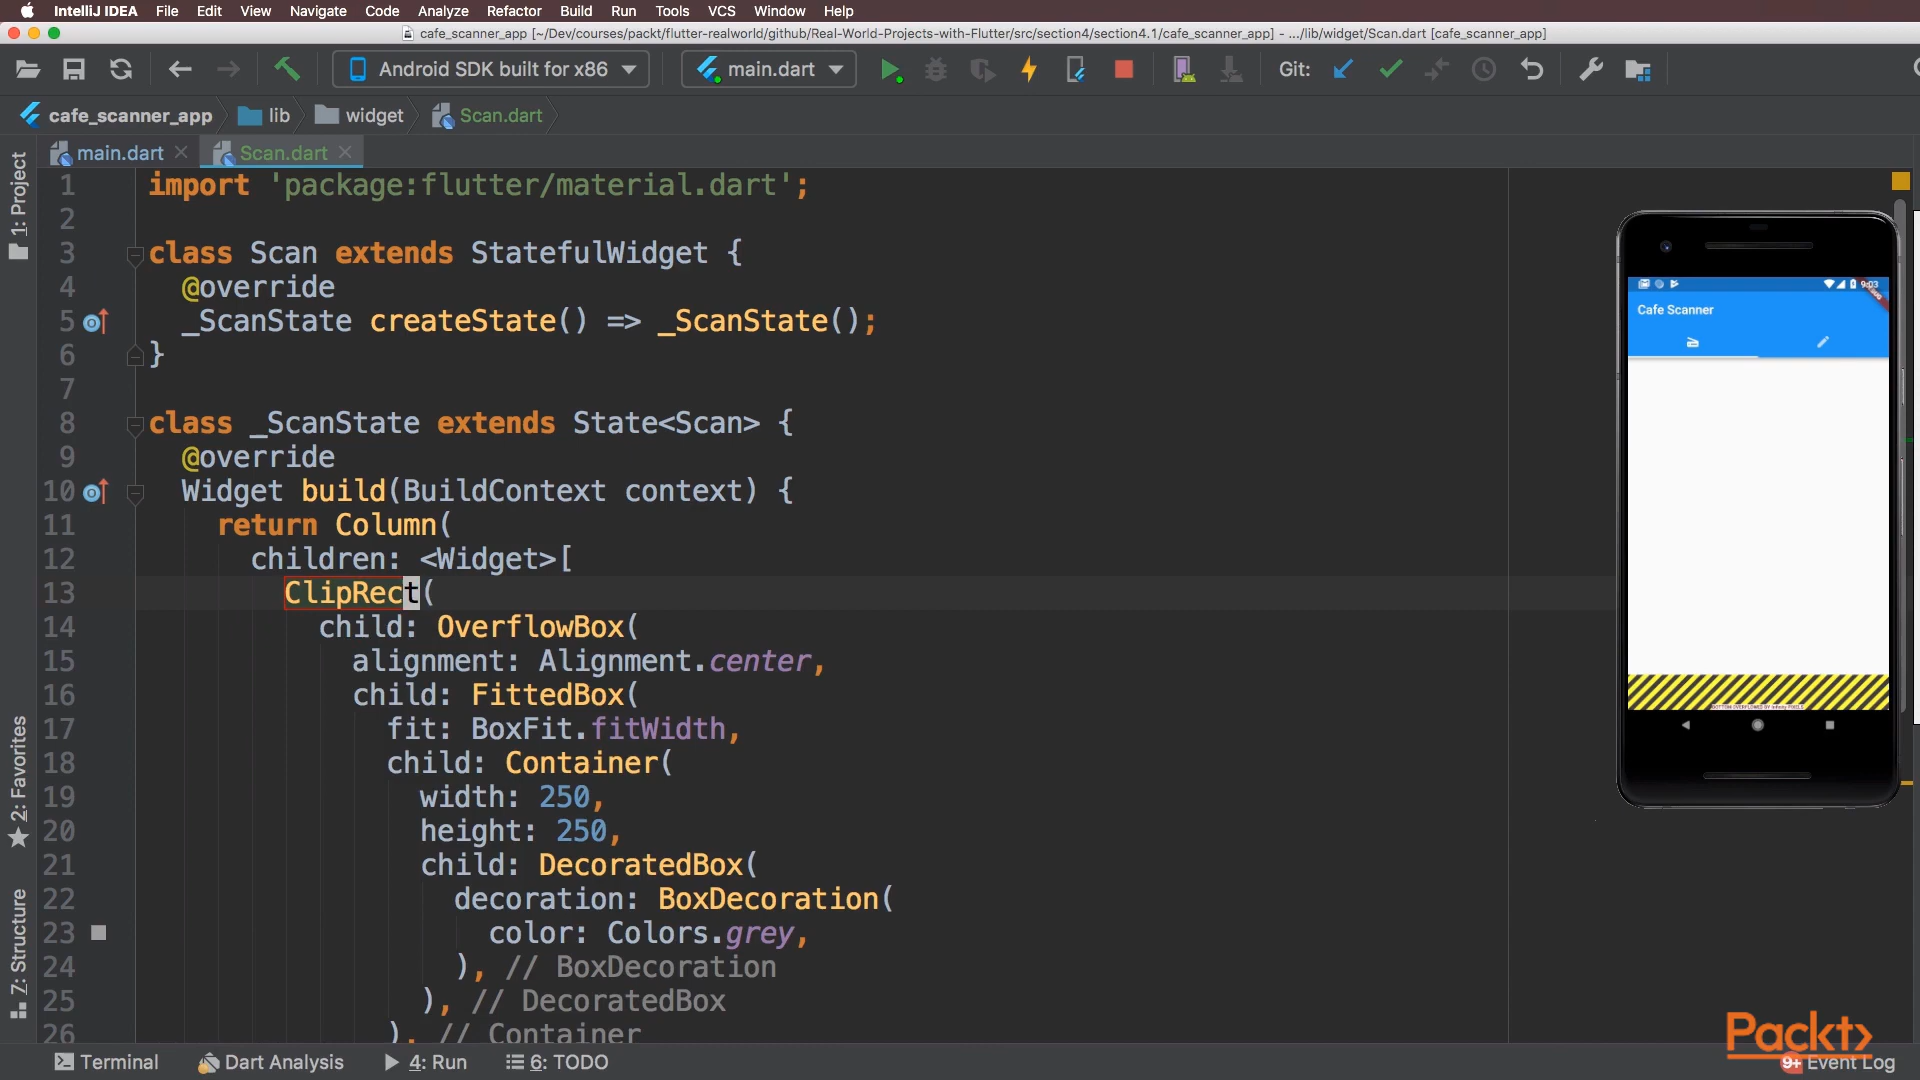 IntelliJ IDEA File Edit View Navigate Code Analyze Refactor Build Run Tools VCS Window Help
cafe_scanner_app [~/Dev/courses/packt/flutter-realworld/github/Real-World-Projects-with-Flutter/src/section4/section4.1/cafe_scanner_app] - .../lib/widget/Scan.dart [cafe_scanner_app]
Android SDK built for x86 main.dart Git:
cafe_scanner_app lib widget Scan.dart
main.dart Scan.dart
1: Project
2: Favorites
7: Structure
1 import 'package:flutter/material.dart';
2
3 class Scan extends StatefulWidget {
4 @override
5 _ScanState createState() => _ScanState();
6 }
7
8 class _ScanState extends State<Scan> {
9 @override
10 Widget build(BuildContext context) {
11 return Column(
12 children: <Widget>[
13 ClipRect(
14 child: OverflowBox(
15 alignment: Alignment.center,
16 child: FittedBox(
17 fit: BoxFit.fitWidth,
18 child: Container(
19 width: 250,
20 height: 250,
21 child: DecoratedBox(
22 decoration: BoxDecoration(
23 color: Colors.grey,
24 ), // BoxDecoration
25 ), // DecoratedBox
26 ), // Container
9:03
Cafe Scanner
Packt>
Terminal Dart Analysis 4: Run 6: TODO 9+ Event Log